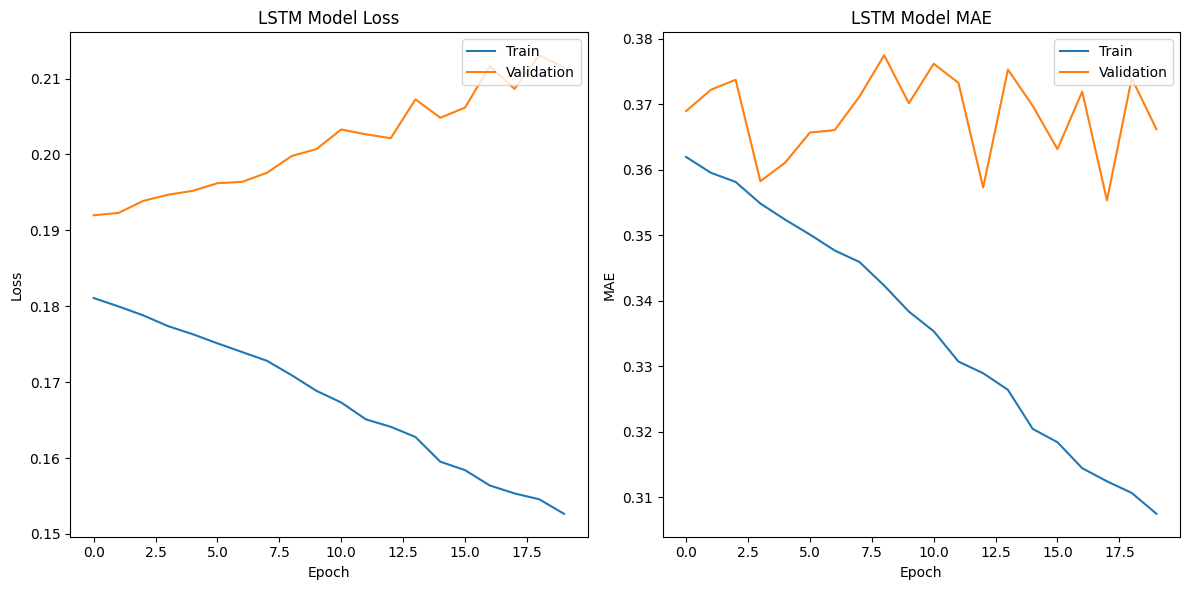 LSTM Model Loss
Train
Validation
0.21
0.20
0.19
0.18
0.17
0.16
0.15
Loss
0.0 2.5 5.0 7.5 10.0 12.5 15.0 17.5
Epoch
LSTM Model MAE
Train
Validation
0.38
0.37
0.36
0.35
0.34
0.33
0.32
0.31
MAE
0.0 2.5 5.0 7.5 10.0 12.5 15.0 17.5
Epoch